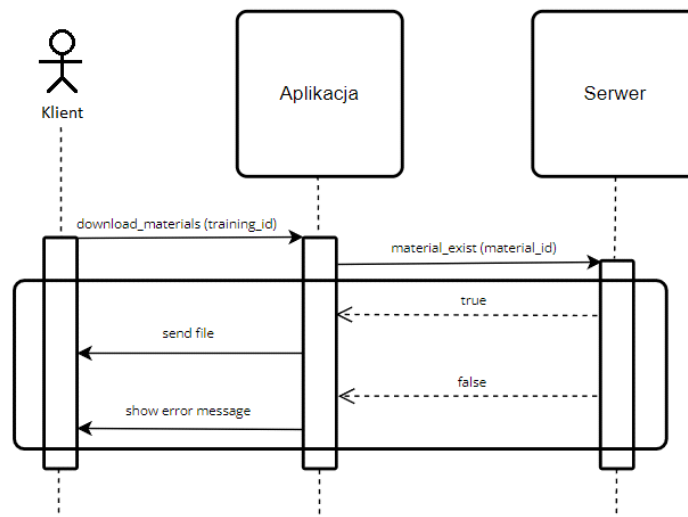 Klient
Aplikacja
Serwer
download_materials (training_id)
material_exist (material_id)
true
send file
false
show error message